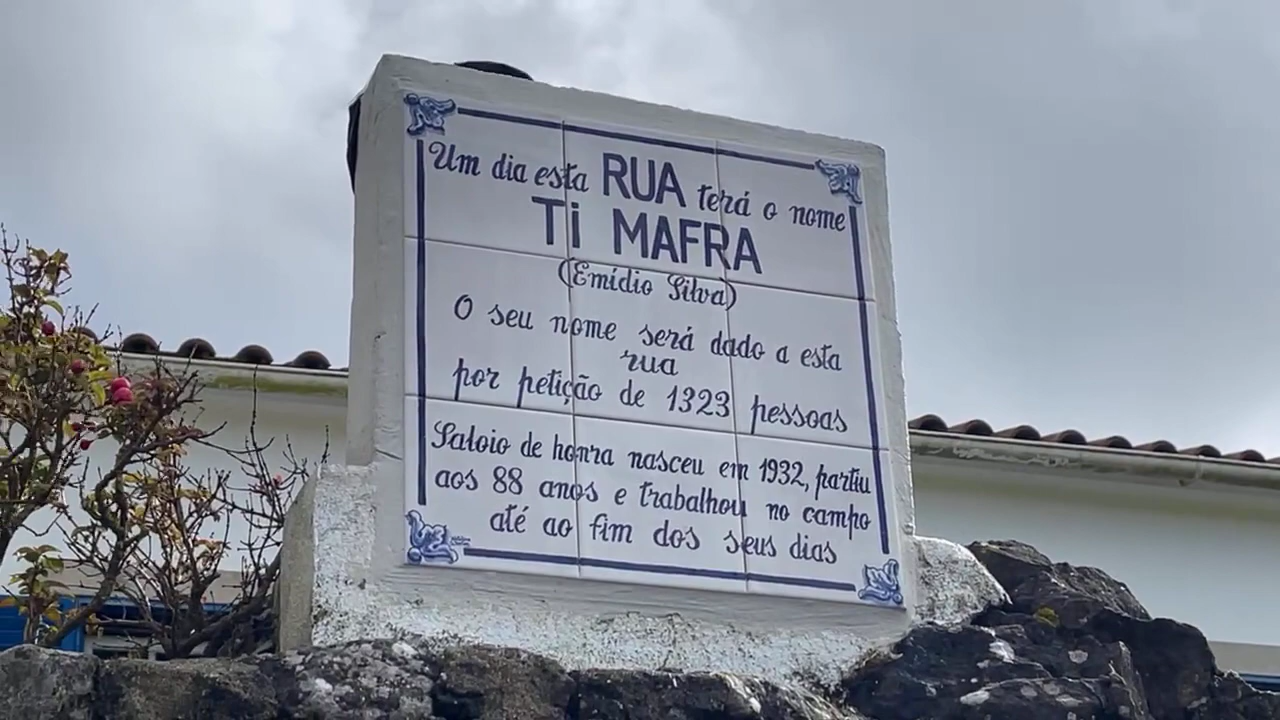 Um dia esta RUA terá o nome
Ti MAFRA
(Emídio Silva)
O seu nome será dado a esta
rua
por petição de 1323 pessoas
Saloio de honra nasceu em 1932, partiu
aos 88 anos e trabalhou no campo
até ao fim dos seus dias